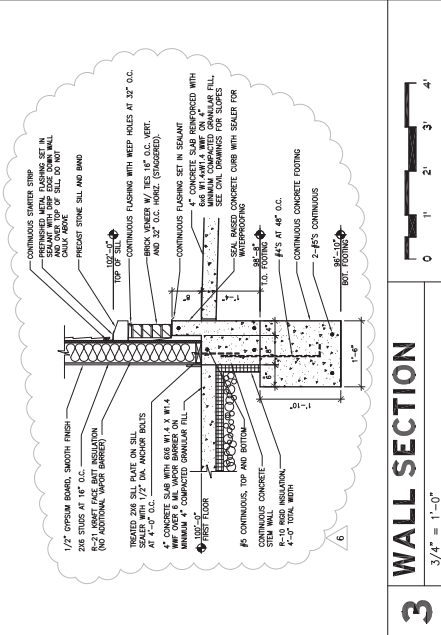 CONTINUOUS STARTER STRIP
PREFINISHED METAL FLASHING SET IN
SEALANT WITH DRIP EDGE DOWN WALL
AND OVER TOP OF SILL DO NOT
CAULK ABOVE
PRECAST STONE SILL AND BAND
102'-0"
TOP OF SILL
CONTINUOUS FLASHING WITH WEEP HOLES AT 32" O.C.
BRICK VENEER W/ TIES 16" O.C. VERT.
AND 32" O.C. HORIZ. (STAGGERED).
CONTINUOUS FLASHING SET IN SEALANT
4" CONCRETE SLAB REINFORCED WITH
6x6 W1.4xW1.4 WWF ON 4"
MINIMUM COMPACTED GRANULAR FILL,
SEE CIVIL DRAWINGS FOR SLOPES
SEAL RAISED CONCRETE CURB WITH SEALER FOR
WATERPROOFING
98'-8"
T.O. FOOTING
#4'S AT 48" O.C.
CONTINUOUS CONCRETE FOOTING
2-#5'S CONTINUOUS
96'-10"
BOT. FOOTING
1/2" GYPSUM BOARD, SMOOTH FINISH
2X6 STUDS AT 16" O.C.
R-21 KRAFT FACE BATT INSULATION
(NO ADDITIONAL VAPOR BARRIER)
TREATED 2X6 SILL PLATE ON SILL
SEALER WITH 1/2" DIA. ANCHOR BOLTS
AT 4'-0" O.C.
4" CONCRETE SLAB WITH 6X6 W1.4 X W1.4
WWF OVER 6 MIL VAPOR BARRIER ON
MINIMUM 4" COMPACTED GRANULAR FILL
100'-0"
FIRST FLOOR
#5 CONTINUOUS, TOP AND BOTTOM
CONTINUOUS CONCRETE
STEM WALL
R-10 RIGID INSULATION,
4'-0" TOTAL WIDTH
8"
1'-4"
6"
8"
4"
1'-10"
1'-6"
6
3
WALL SECTION
3/4" = 1'-0"
0 1' 2' 3' 4'